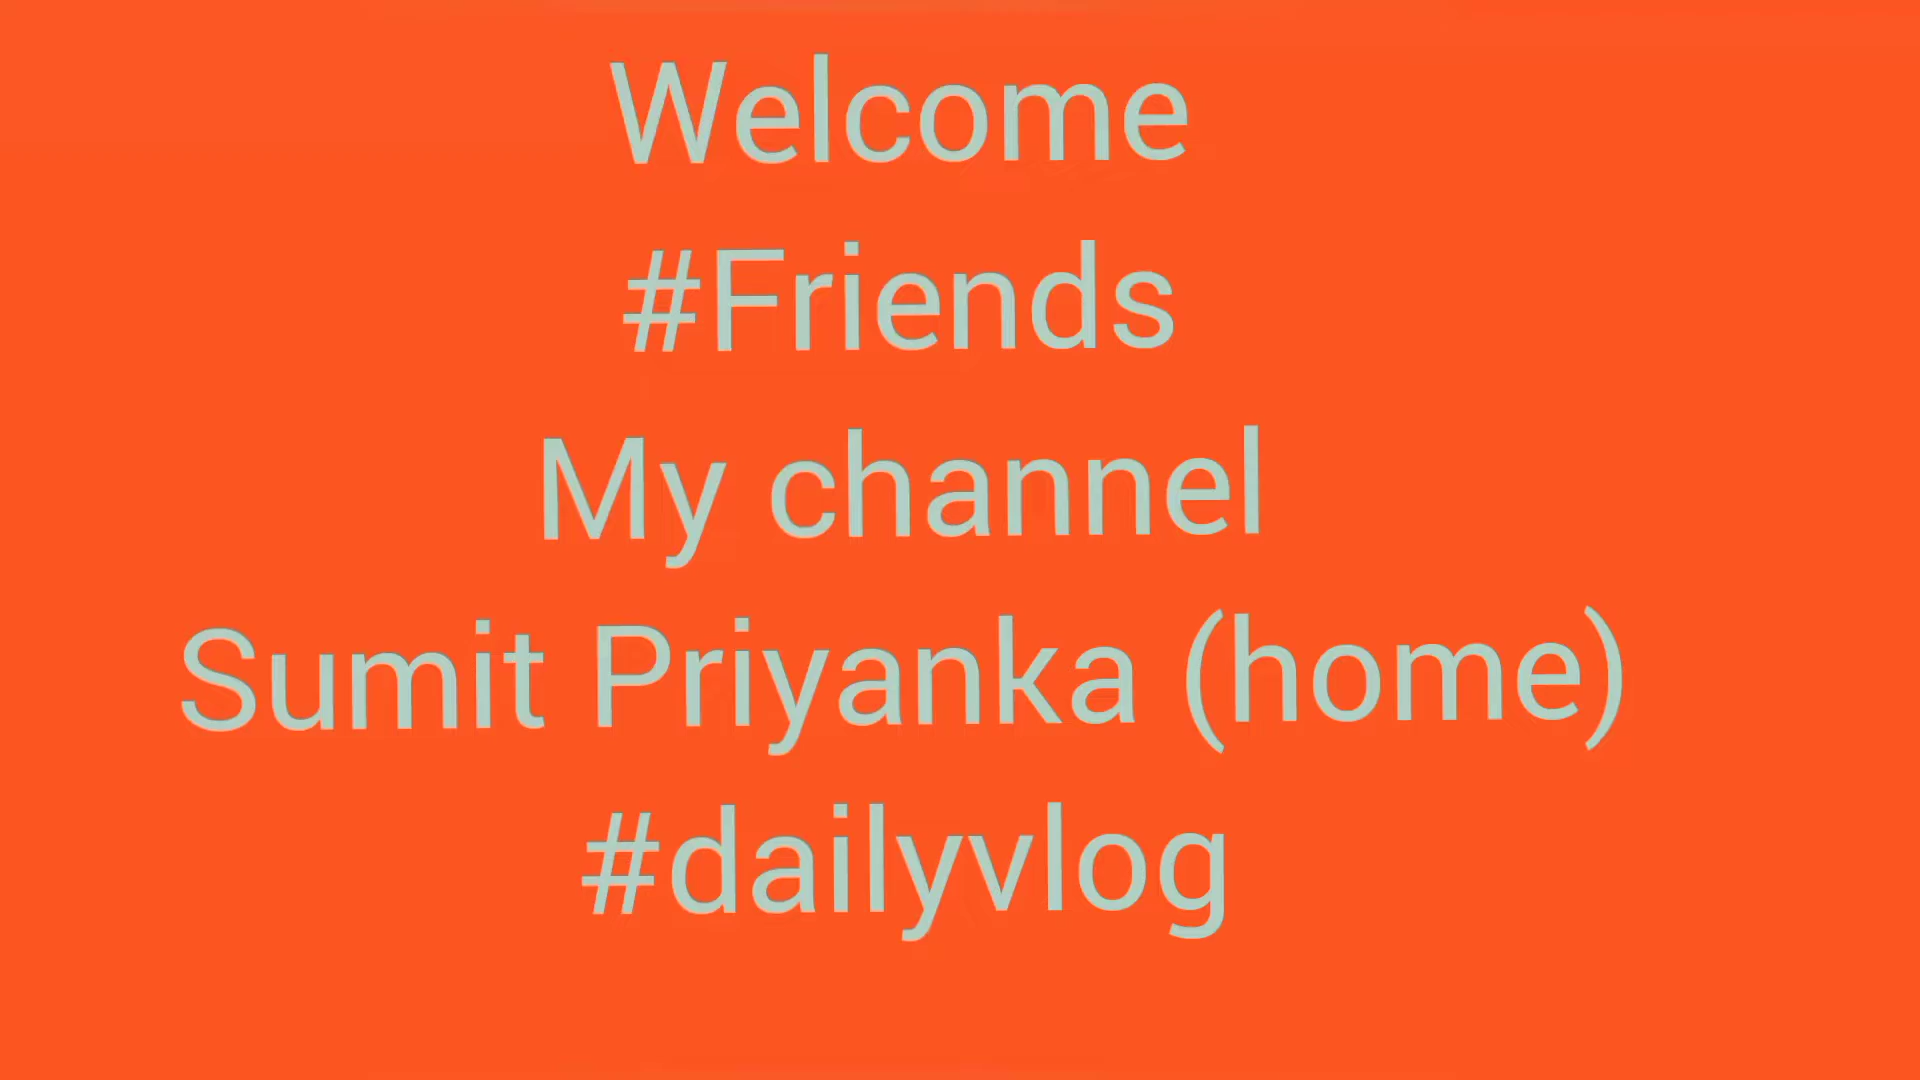 Welcome
#Friends
My channel
Sumit Priyanka (home)
#dailyvlog